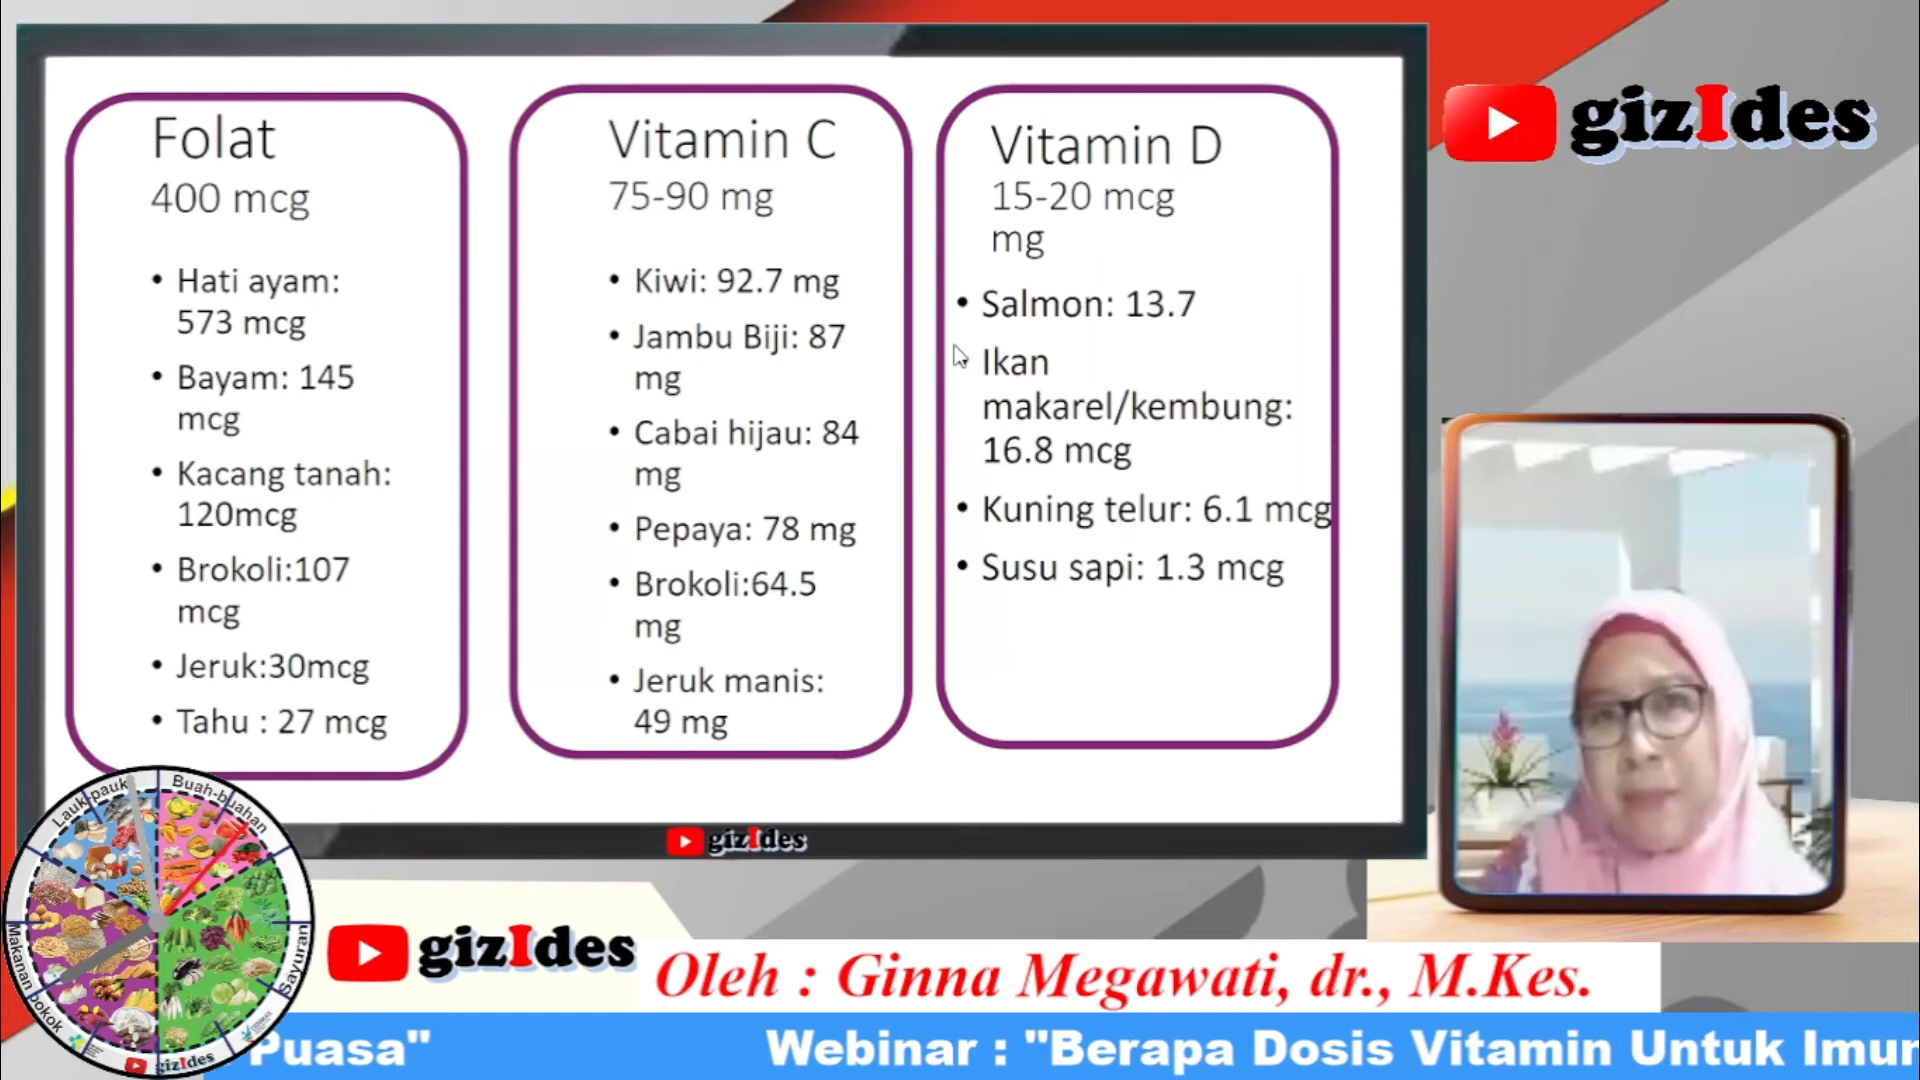 Folat
400 mcg
• Hati ayam:
573 mcg
• Bayam: 145
mcg
• Kacang tanah:
120mcg
• Brokoli:107
mcg
• Jeruk:30mcg
• Tahu : 27 mcg
Vitamin C
75-90 mg
• Kiwi: 92.7 mg
• Jambu Biji: 87
mg
• Cabai hijau: 84
mg
• Pepaya: 78 mg
• Brokoli:64.5
mg
• Jeruk manis:
49 mg
Vitamin D
15-20 mcg
mg
• Salmon: 13.7
• Ikan
makarel/kembung:
16.8 mcg
• Kuning telur: 6.1 mcg
• Susu sapi: 1.3 mcg
gizIdes
gizIdes
Lauk-pauk
Buah-buahan
Makanan pokok
Sayuran
gizIdes
gizIdes
Oleh : Ginna Megawati, dr., M.Kes.
Puasa"
Webinar : "Berapa Dosis Vitamin Untuk Imun